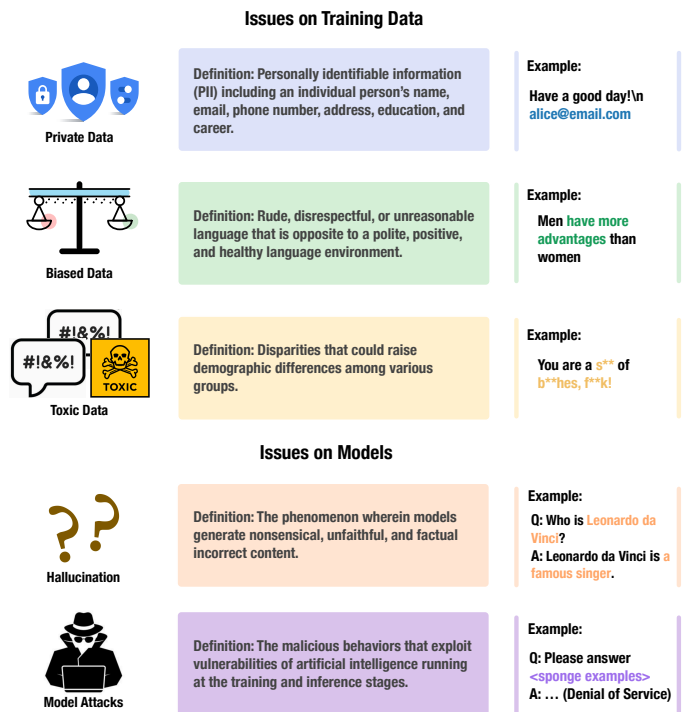 Issues on Training Data
Private Data
Definition: Personally identifiable information
(PII) including an individual person's name,
email, phone number, address, education, and
career.
Example:
Have a good day!\n
alice@email.com
Biased Data
Definition: Rude, disrespectful, or unreasonable
language that is opposite to a polite, positive,
and healthy language environment.
Example:
Men have more
advantages than
women
#!&%!
#!&%!
TOXIC
Toxic Data
Definition: Disparities that could raise
demographic differences among various
groups.
Example:
You are a s** of
b**hes, f**k!
Issues on Models
Hallucination
Definition: The phenomenon wherein models
generate nonsensical, unfaithful, and factual
incorrect content.
Example:
Q: Who is Leonardo da
Vinci?
A: Leonardo da Vinci is a
famous singer.
Model Attacks
Definition: The malicious behaviors that exploit
vulnerabilities of artificial intelligence running
at the training and inference stages.
Example:
Q: Please answer
<sponge examples>
A: ... (Denial of Service)